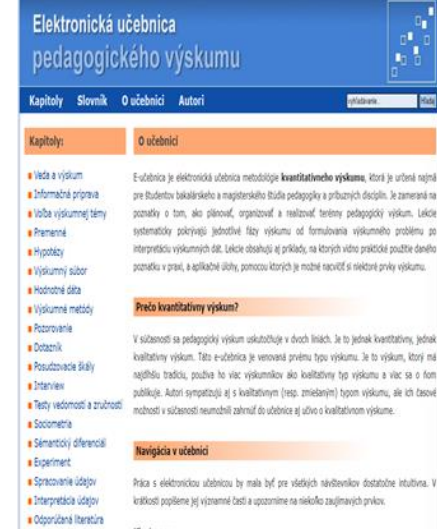 Elektronická učebnica
pedagogického výskumu
Kapitoly Slovník O učebnici Autori
vyhľadávanie... Hľadaj
Kapitoly:
Veda a výskum
Informačná príprava
Voľba výskumnej témy
Premenné
Hypotézy
Výskumný súbor
Hodnotné dáta
Výskumné metódy
Pozorovanie
Dotazník
Posudzovacie škály
Interview
Testy vedomostí a zručností
Sociometria
Sémantický diferenciál
Experiment
Spracovanie údajov
Interpretácia údajov
Odporúčaná literatúra
O učebnici
E-učebnica je elektronická učebnica metodológie kvantitatívneho výskumu, ktorá je určená najmä
pre študentov bakalárskeho a magisterského štúdia pedagogiky a príbuzných disciplín. Je zameraná na
poznatky o tom, ako plánovať, organizovať a realizovať terénny pedagogický výskum. Lekcie
systematicky pokrývajú jednotlivé fázy výskumu od formulovania výskumného problému po
interpretáciu výskumných dát. Lekcie obsahujú aj príklady, na ktorých vidno praktické použitie daného
poznatku v praxi, a aplikačné úlohy, pomocou ktorých je možné nacvičiť si niektoré prvky výskumu.
Prečo kvantitatívny výskum?
V súčasnosti sa pedagogický výskum uskutočňuje v dvoch líniách. Je to jednak kvantitatívny, jednak
kvalitatívny výskum. Táto e-učebnica je venovaná prvému typu výskumu. Je to výskum, ktorý má
najdlhšiu tradíciu, používa ho viac výskumníkov ako kvalitatívny typ výskumu a viac sa o ňom
publikuje. Autori sympatizujú aj s kvalitatívnym (resp. zmiešaným) typom výskumu, ale ich časové
možnosti v súčasnosti neumožnili zahrnúť do učebnice aj učivo o kvalitatívnom výskume.
Navigácia v učebnici
Práca s elektronickou učebnicou by mala byť pre všetkých návštevníkov dostatočne intuitívna. V
krátkosti popíšeme jej významné časti a upozorníme na niekoľko zaujímavých prvkov.